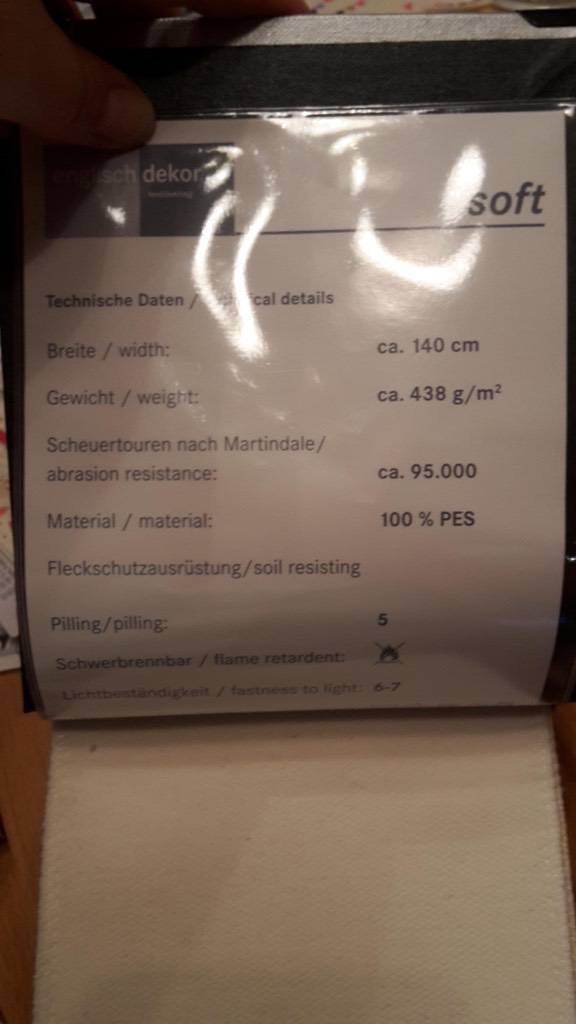 englisch dekor
soft
Technische Daten / details
Breite / width: ca. 140 cm
Gewicht / weight: ca. 438 g/m²
Scheuertouren nach Martindale/
abrasion resistance: ca. 95.000
Material / material: 100 % PES
Fleckschutzausrüstung/soil resisting
Pilling/pilling: 5
Schwerbrennbar / flame retardent:
Lichtbeständigkeit / fastness to light: 6-7